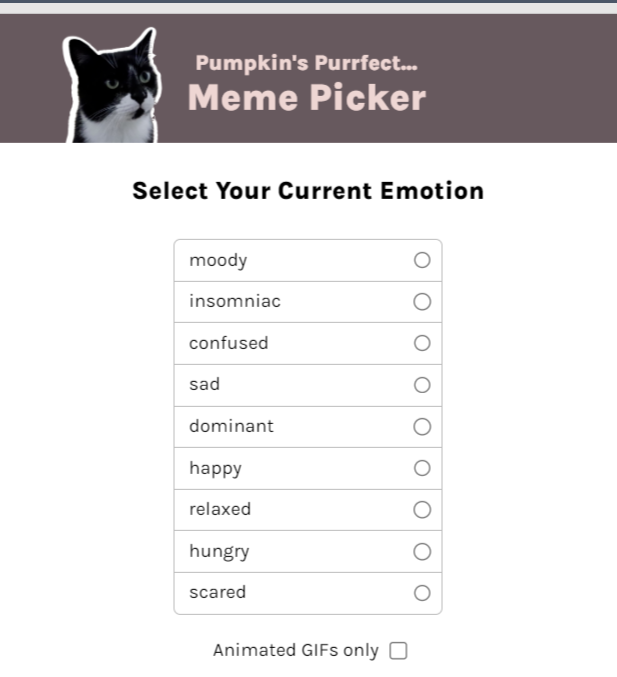 Pumpkin's Purrfect...
Meme Picker
Select Your Current Emotion
moody
insomniac
confused
sad
dominant
happy
relaxed
hungry
scared
Animated GIFs only